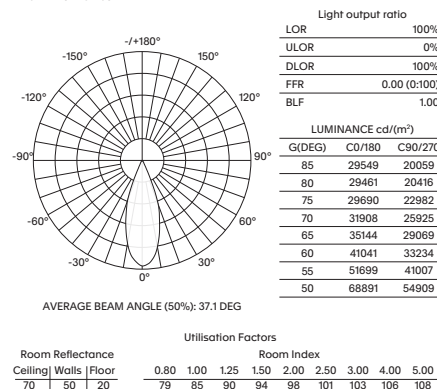 -/+180°
-150° 150°
-120° 120°
-90° 90°
-60° 60°
-30° 30°
0°
AVERAGE BEAM ANGLE (50%): 37.1 DEG
Light output ratio
LOR 100%
ULOR 0%
DLOR 100%
FFR 0.00 (0:100)
BLF 1.00
LUMINANCE cd/(m²)
G(DEG) C0/180 C90/270
85 29549 20059
80 29461 20416
75 29690 22982
70 31908 25925
65 35144 29069
60 41041 33234
55 51699 41007
50 68891 54909
Utilisation Factors
Room Reflectance Room Index
Ceiling Walls Floor 0.80 1.00 1.25 1.50 2.00 2.50 3.00 4.00 5.00
70 50 20 79 85 90 94 98 101 103 106 108